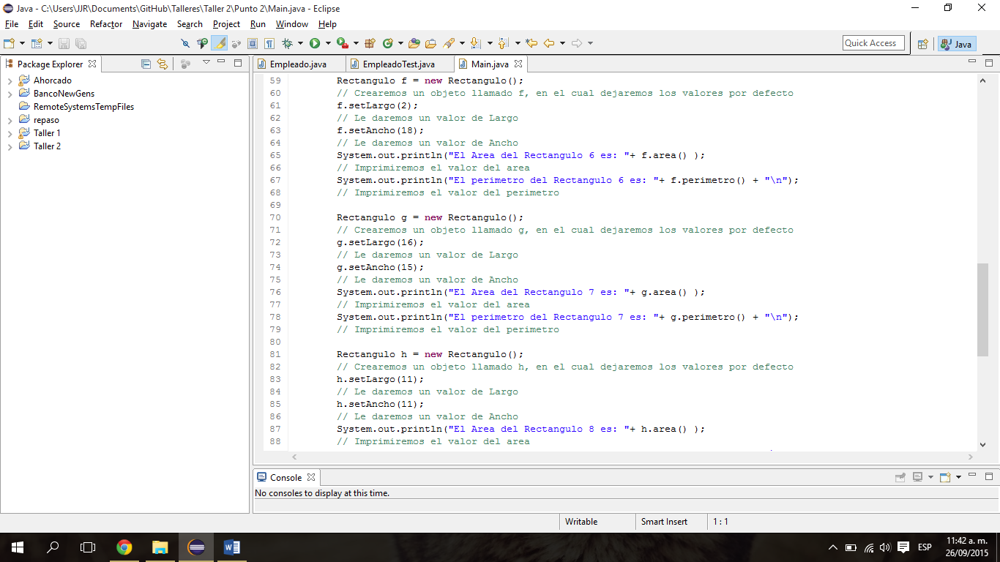 Java - C:\Users\JJR\Documents\GitHub\Talleres\Taller 2\Punto 2\Main.java - Eclipse
File Edit Source Refactor Navigate Search Project Run Window Help
Quick Access
Java
Package Explorer
Ahorcado
BancoNewGens
RemoteSystemsTempFiles
repaso
Taller 1
Taller 2
Empleado.java EmpleadoTest.java Main.java
59 Rectangulo f = new Rectangulo();
60 // Crearemos un objeto llamado f, en el cual dejaremos los valores por defecto
61 f.setLargo(2);
62 // Le daremos un valor de Largo
63 f.setAncho(18);
64 // Le daremos un valor de Ancho
65 System.out.println("El Area del Rectangulo 6 es: "+ f.area() );
66 // Imprimiremos el valor del area
67 System.out.println("El perimetro del Rectangulo 6 es: "+ f.perimetro() + "\n");
68 // Imprimiremos el valor del perimetro
69
70 Rectangulo g = new Rectangulo();
71 // Crearemos un objeto llamado g, en el cual dejaremos los valores por defecto
72 g.setLargo(16);
73 // Le daremos un valor de Largo
74 g.setAncho(15);
75 // Le daremos un valor de Ancho
76 System.out.println("El Area del Rectangulo 7 es: "+ g.area() );
77 // Imprimiremos el valor del area
78 System.out.println("El perimetro del Rectangulo 7 es: "+ g.perimetro() + "\n");
79 // Imprimiremos el valor del perimetro
80
81 Rectangulo h = new Rectangulo();
82 // Crearemos un objeto llamado h, en el cual dejaremos los valores por defecto
83 h.setLargo(11);
84 // Le daremos un valor de Largo
85 h.setAncho(11);
86 // Le daremos un valor de Ancho
87 System.out.println("El Area del Rectangulo 8 es: "+ h.area() );
88 // Imprimiremos el valor del area
Console
No consoles to display at this time.
Writable Smart Insert 1 : 1
ESP
11:42 a. m.
26/09/2015